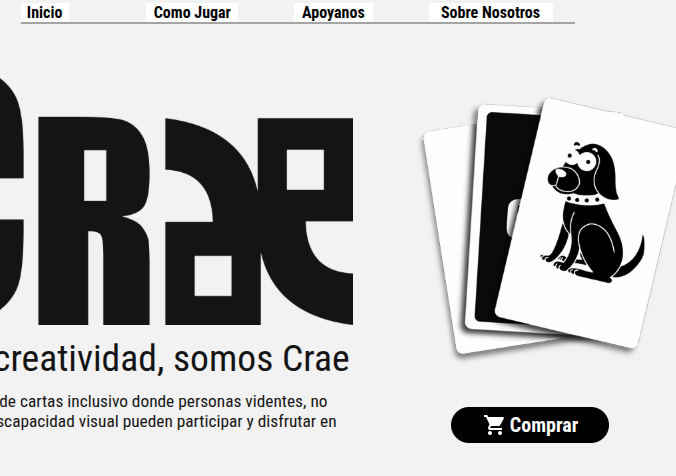 Inicio Como Jugar Apoyanos Sobre Nosotros
Crae
creatividad, somos Crae
de cartas inclusivo donde personas videntes, no
scapacidad visual pueden participar y disfrutar en
Comprar